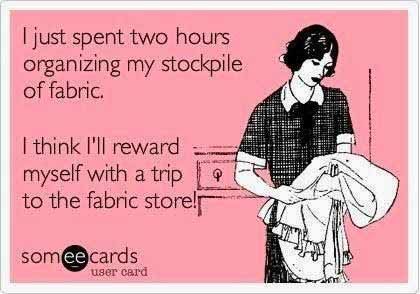 I just spent two hours
organizing my stockpile
of fabric.
I think I'll reward
myself with a trip
to the fabric store!
someecards
user card